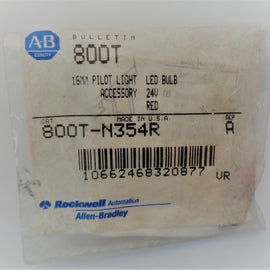 AB
QUALITY
BULLETIN
800T
16MM PILOT LIGHT LED BULB
ACCESSORY 24V
RED
CAT MADE IN U.S.A. SER
800T-N354R A
10662468320877 VR
Rockwell Automation
Allen-Bradley